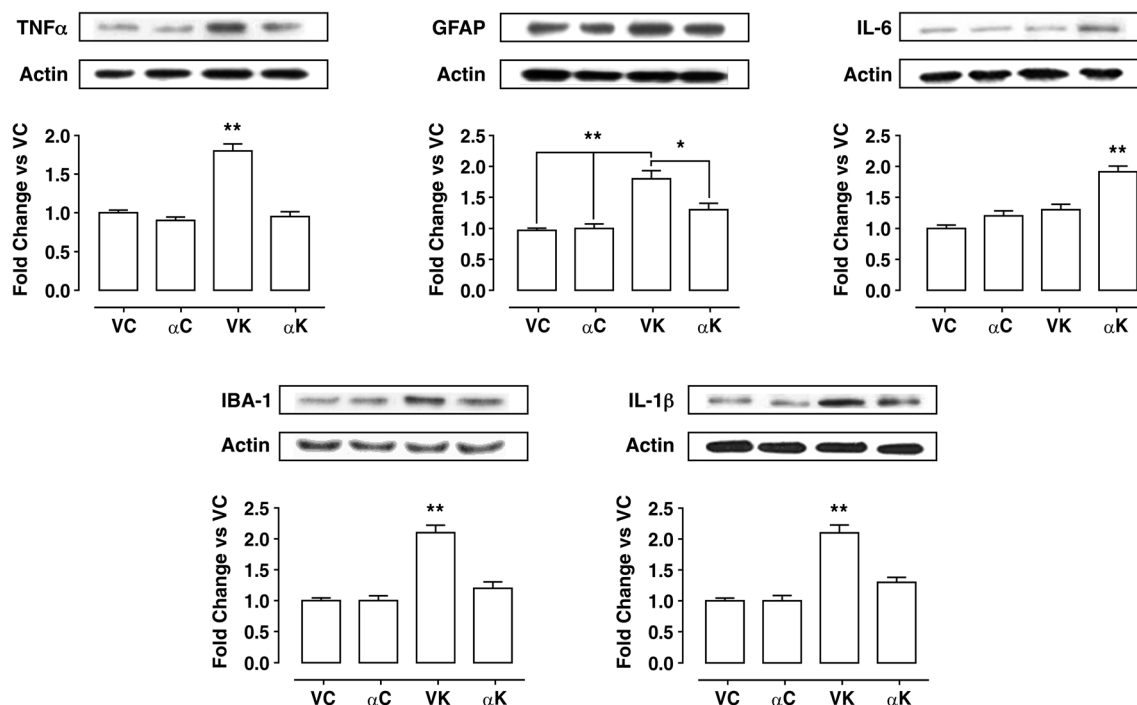 TNFα
Actin
Fold Change vs VC
2.0
1.5
1.0
0.5
0.0
**
VC αC VK αK
GFAP
Actin
Fold Change vs VC
2.5
2.0
1.5
1.0
0.5
0.0
**
*
VC αC VK αK
IL-6
Actin
Fold Change vs VC
2.5
2.0
1.5
1.0
0.5
0.0
**
VC αC VK αK
IBA-1
Actin
Fold Change vs VC
2.5
2.0
1.5
1.0
0.5
0.0
**
VC αC VK αK
IL-1β
Actin
Fold Change vs VC
2.5
2.0
1.5
1.0
0.5
0.0
**
VC αC VK αK